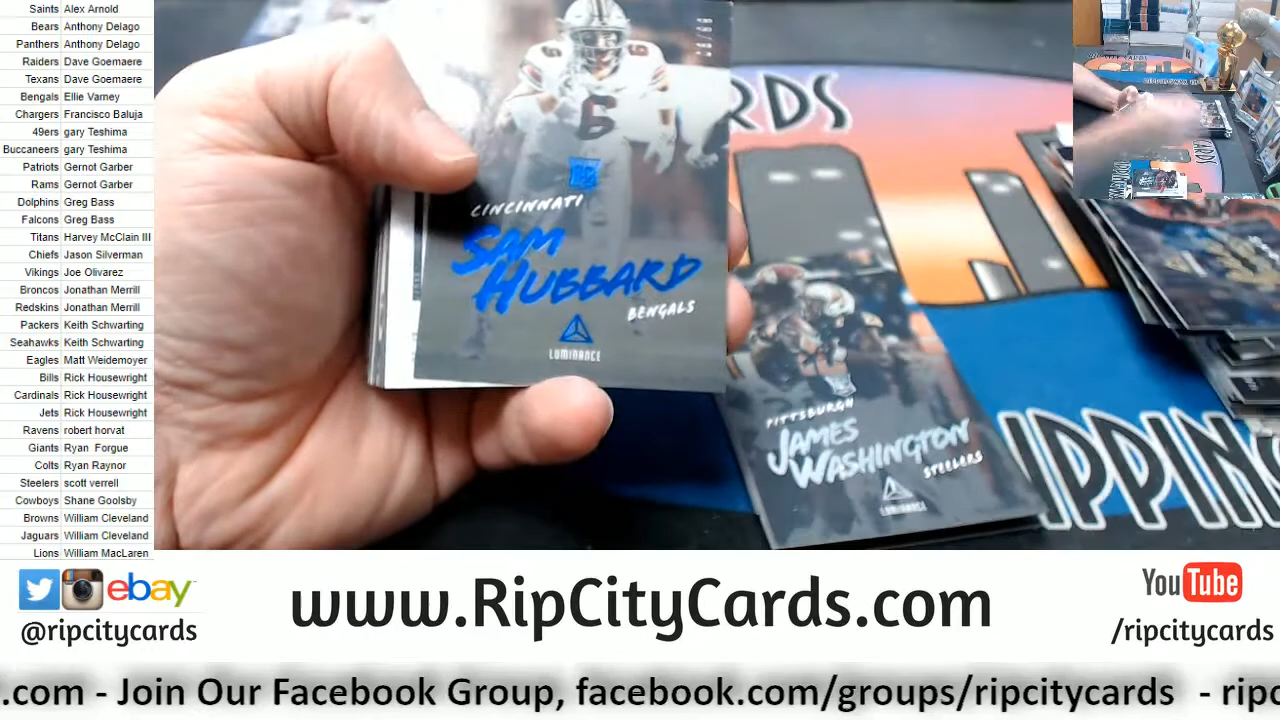 Saints Alex Arnold
Bears Anthony Delago
Panthers Anthony Delago
Raiders Dave Goemaere
Texans Dave Goemaere
Bengals Ellie Varney
Chargers Francisco Baluja
49ers gary Teshima
Buccaneers gary Teshima
Patriots Gernot Garber
Rams Gernot Garber
Dolphins Greg Bass
Falcons Greg Bass
Titans Harvey McClain III
Chiefs Jason Silverman
Vikings Joe Olivarez
Broncos Jonathan Merrill
Redskins Jonathan Merrill
Packers Keith Schwarting
Seahawks Keith Schwarting
Eagles Matt Weidemoyer
Bills Rick Housewright
Cardinals Rick Housewright
Jets Rick Housewright
Ravens robert horvat
Giants Ryan Forgue
Colts Ryan Raynor
Steelers scott verrell
Cowboys Shane Goolsby
Browns William Cleveland
Jaguars William Cleveland
Lions William MacLaren
6
CINCINNATI
SAM
HUBBARD
BENGALS
LUMINANCE
RDS
PITTSBURGH
JAMES
WASHINGTON
STEELERS
LUMINANCE
IPPING
ebay
@ripcitycards
www.RipCityCards.com
YouTube
/ripcitycards
.com - Join Our Facebook Group, facebook.com/groups/ripcitycards - ripc